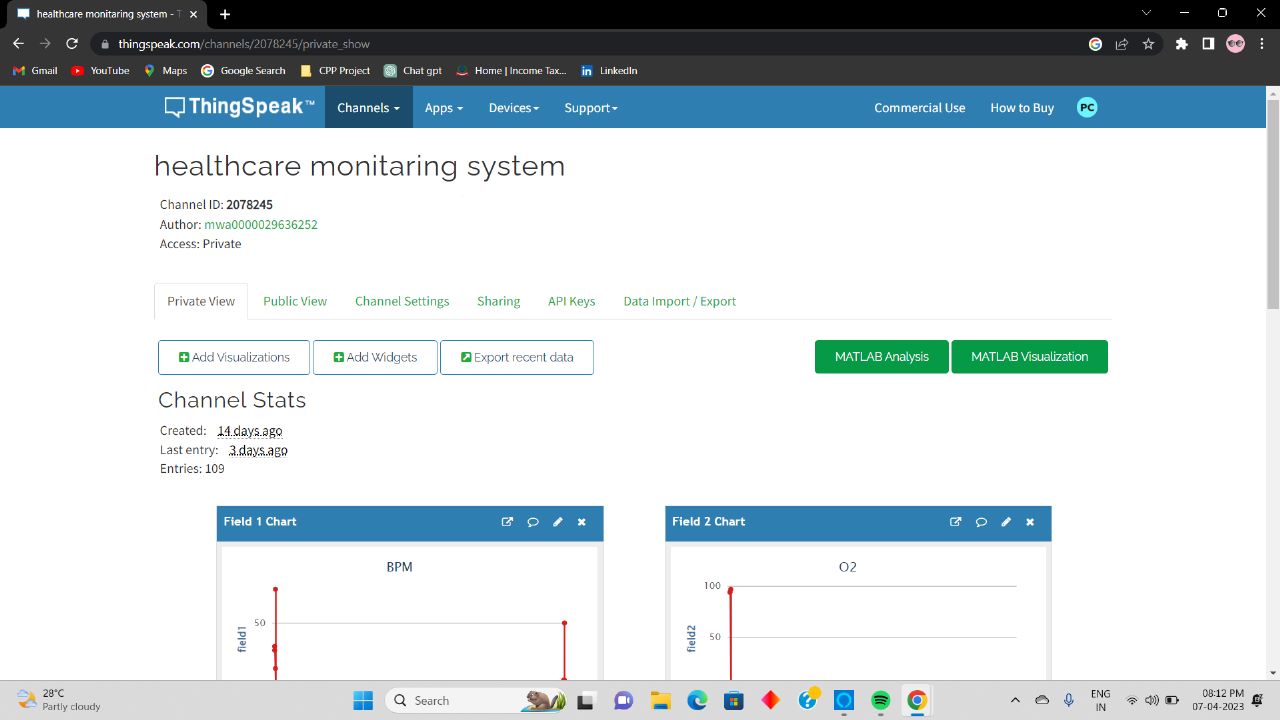 healthcare monitaring system - T
thingspeak.com/channels/2078245/private_show
Gmail YouTube Maps Google Search CPP Project Chat gpt Home | Income Tax... LinkedIn
ThingSpeak™ Channels Apps Devices Support Commercial Use How to Buy PC
healthcare monitaring system
Channel ID: 2078245
Author: mwa0000029636252
Access: Private
Private View Public View Channel Settings Sharing API Keys Data Import / Export
Add Visualizations Add Widgets Export recent data MATLAB Analysis MATLAB Visualization
Channel Stats
Created: 14 days ago
Last entry: 3 days ago
Entries: 109
Field 1 Chart
BPM
field1
50
Field 2 Chart
O2
100
field2
50
28°C
Partly cloudy
Search
ENG
IN
08:12 PM
07-04-2023